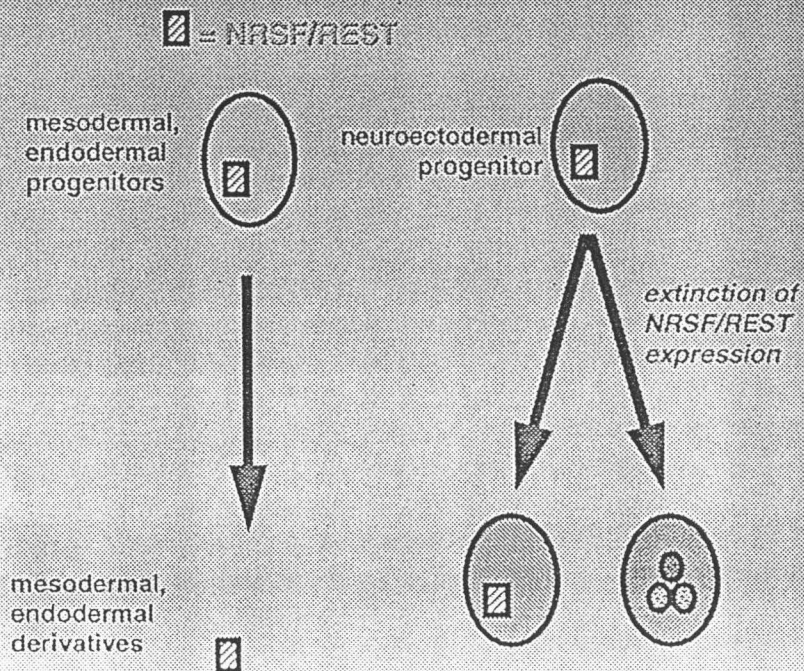 = NRSF/REST
mesodermal,
endodermal
progenitors
neuroectodermal
progenitor
extinction of
NRSF/REST
expression
mesodermal,
endodermal
derivatives